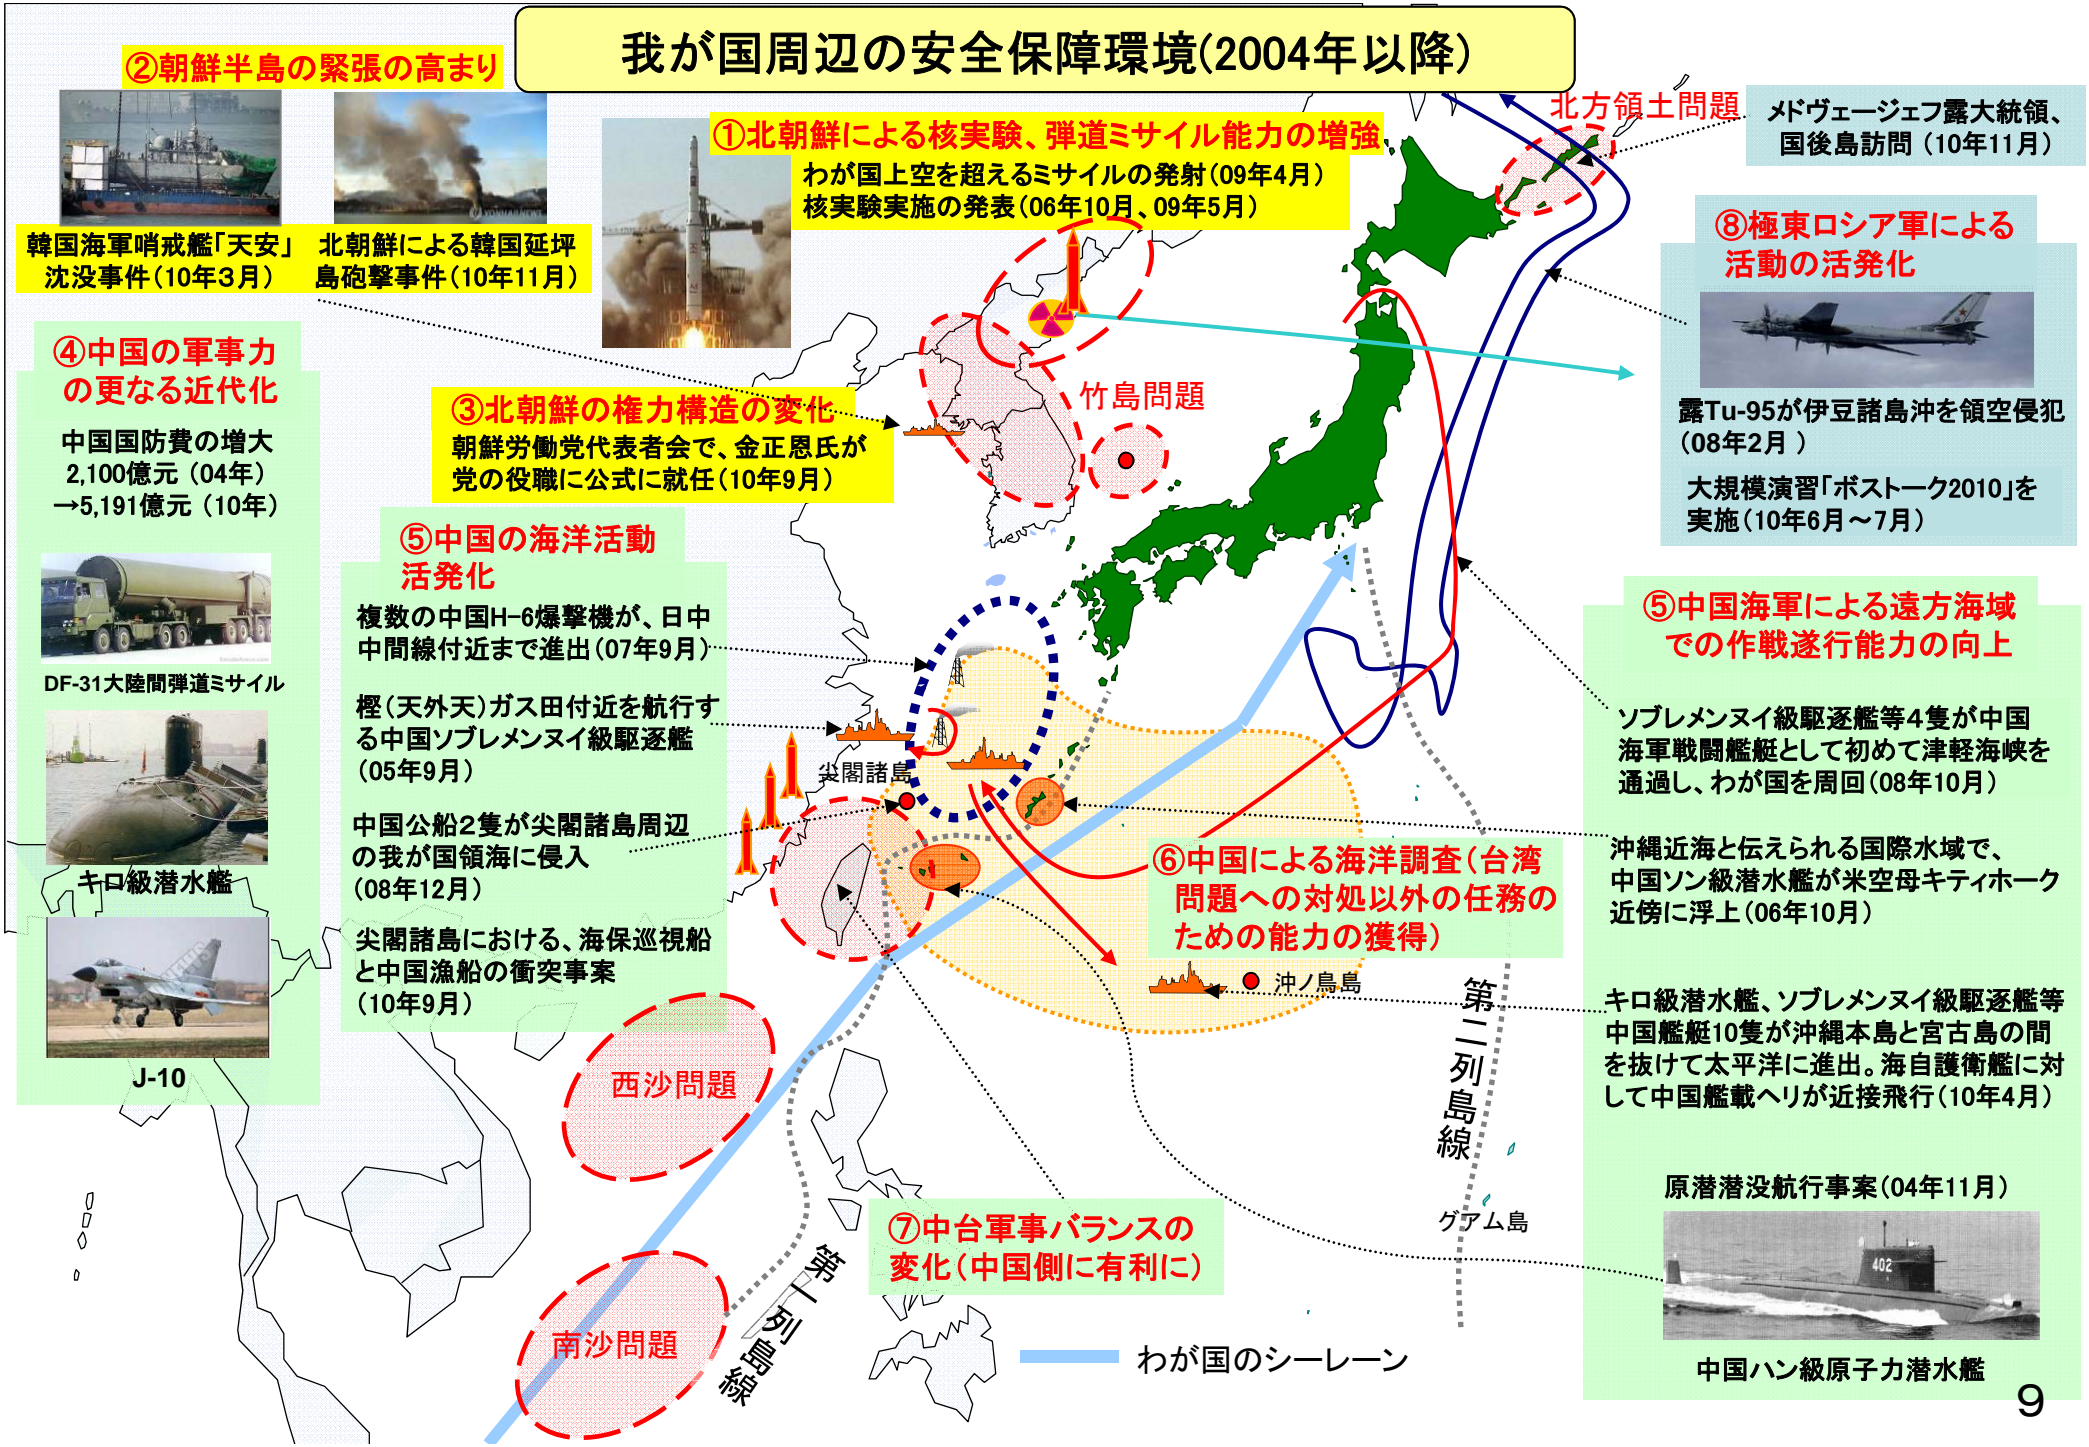 我が国周辺の安全保障環境(2004年以降)
②朝鮮半島の緊張の高まり
韓国海軍哨戒艦「天安」
沈没事件(10年3月)
北朝鮮による韓国延坪
島砲撃事件(10年11月)
①北朝鮮による核実験、弾道ミサイル能力の増強
わが国上空を超えるミサイルの発射(09年4月)
核実験実施の発表(06年10月、09年5月)
北方領土問題
メドヴェージェフ露大統領、
国後島訪問(10年11月)
⑧極東ロシア軍による
活動の活発化
露Tu-95が伊豆諸島沖を領空侵犯
(08年2月)
大規模演習「ボストーク2010」を
実施(10年6月～7月)
④中国の軍事力
の更なる近代化
中国国防費の増大
2,100億元(04年)
→5,191億元(10年)
DF-31大陸間弾道ミサイル
キロ級潜水艦
J-10
③北朝鮮の権力構造の変化
朝鮮労働党代表者会で、金正恩氏が
党の役職に公式に就任(10年9月)
竹島問題
⑤中国の海洋活動
活発化
複数の中国H-6爆撃機が、日中
中間線付近まで進出(07年9月)
樫(天外天)ガス田付近を航行す
る中国ソブレメンヌイ級駆逐艦
(05年9月)
中国公船2隻が尖閣諸島周辺
の我が国領海に侵入
(08年12月)
尖閣諸島における、海保巡視船
と中国漁船の衝突事案
(10年9月)
尖閣諸島
⑤中国海軍による遠方海域
での作戦遂行能力の向上
ソブレメンヌイ級駆逐艦等4隻が中国
海軍戦闘艦艇として初めて津軽海峡を
通過し、わが国を周回(08年10月)
沖縄近海と伝えられる国際水域で、
中国ソン級潜水艦が米空母キティホーク
近傍に浮上(06年10月)
キロ級潜水艦、ソブレメンヌイ級駆逐艦等
中国艦艇10隻が沖縄本島と宮古島の間
を抜けて太平洋に進出。海自護衛艦に対
して中国艦載ヘリが近接飛行(10年4月)
原潜潜没航行事案(04年11月)
402
中国ハン級原子力潜水艦
⑥中国による海洋調査(台湾
問題への対処以外の任務の
ための能力の獲得)
沖ノ鳥島
第二列島線
グアム島
西沙問題
南沙問題
第一列島線
⑦中台軍事バランスの
変化(中国側に有利に)
わが国のシーレーン
9